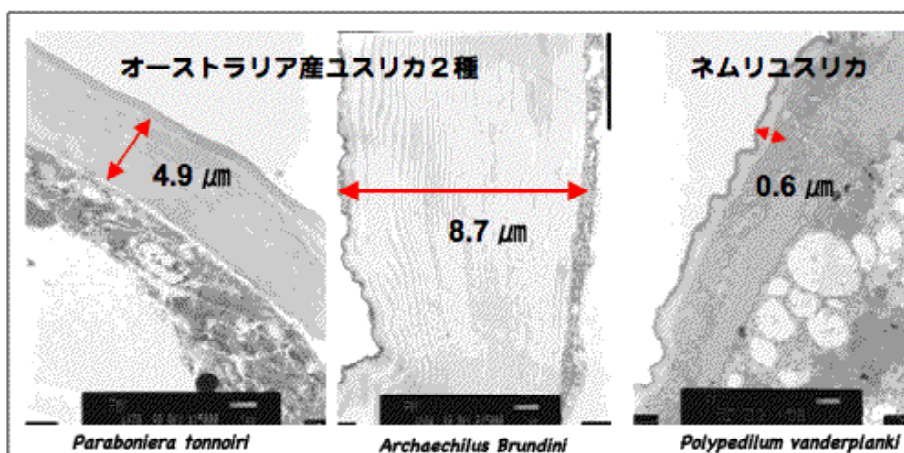 オーストラリア産ユスリカ2種
ネムリユスリカ
4.9 μm
8.7 μm
0.6 μm
Paraboniera tonnoiri
Archaechilus Brundini
Polypedilum vanderplanki